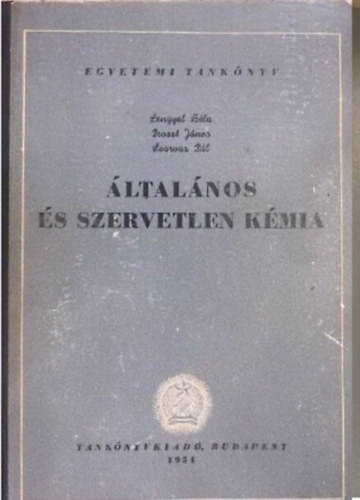 EGYETEMI TANKÖNYV
Lengyel Béla
Proszt János
Szarvas Pál
ÁLTALÁNOS
ÉS SZERVETLEN KÉMIA
TANKÖNYVKIADÓ, BUDAPEST
1954